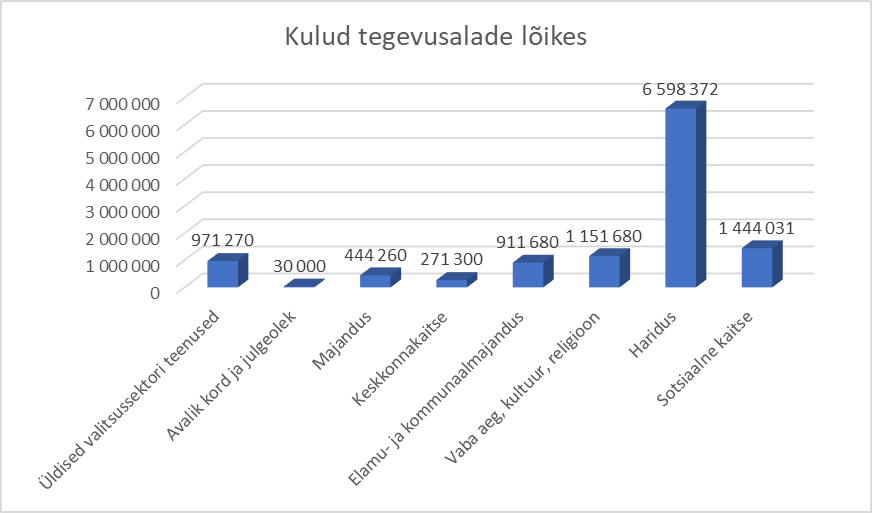 Kulud tegevusalade lõikes
7 000 000
6 000 000
5 000 000
4 000 000
3 000 000
2 000 000
1 000 000
0
971 270
30 000
444 260
271 300
911 680
1 151 680
6 598 372
1 444 031
Üldised valitsussektori teenused
Avalik kord ja julgeolek
Majandus
Keskkonnakaitse
Elamu- ja kommunaalmajandus
Vaba aeg, kultuur, religioon
Haridus
Sotsiaalne kaitse